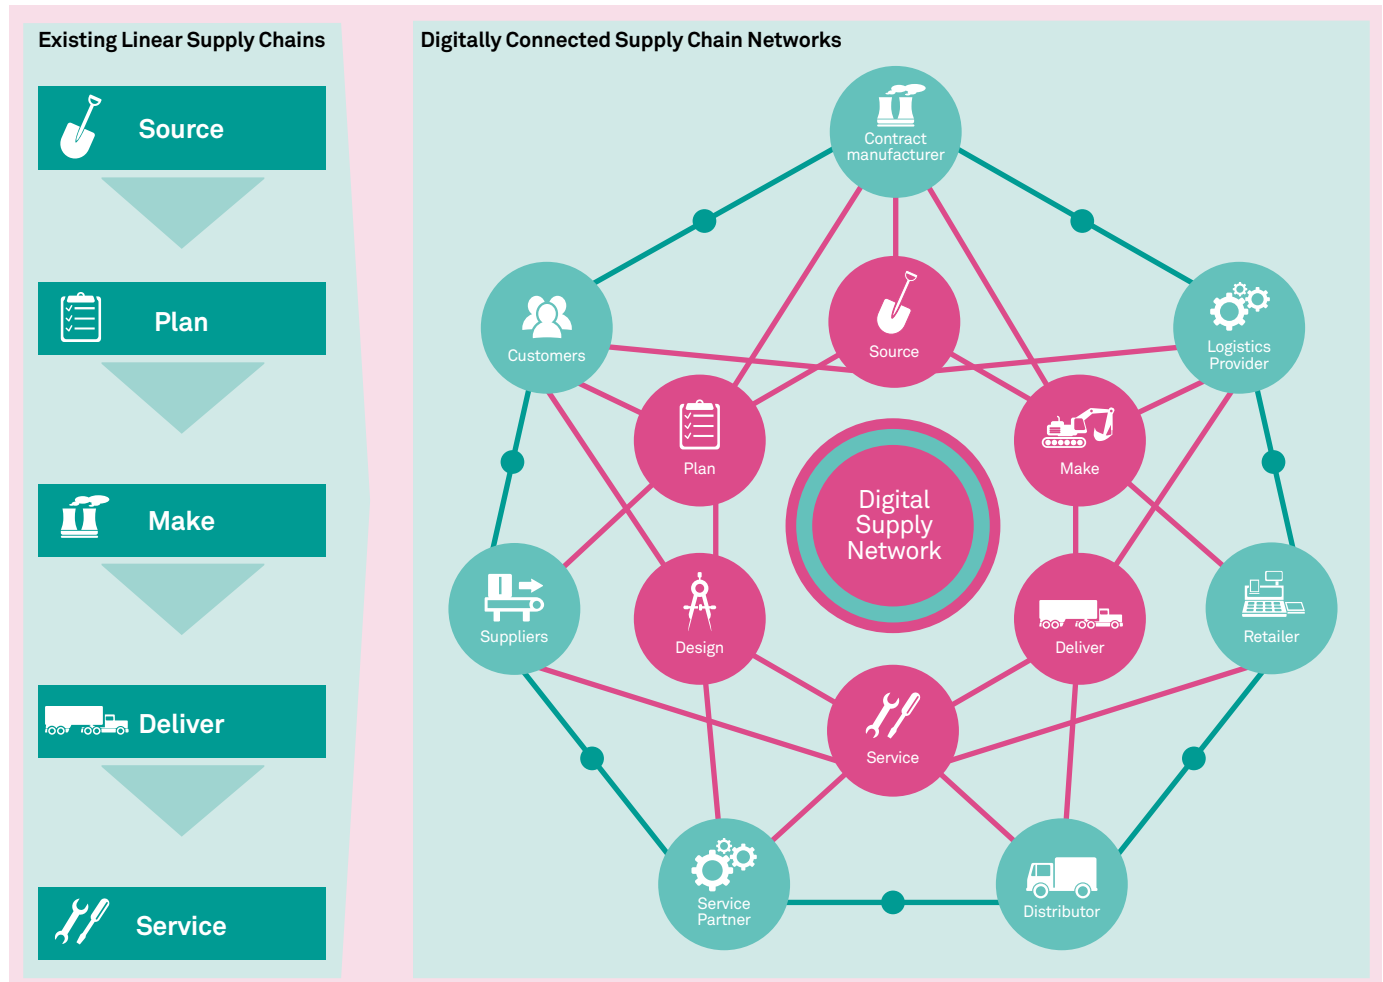 Existing Linear Supply Chains
Source
Plan
Make
Deliver
Service
Digitally Connected Supply Chain Networks
Contract
manufacturer
Customers
Logistics
Provider
Source
Plan
Make
Digital
Supply
Network
Suppliers
Design
Deliver
Retailer
Service
Service
Partner
Distributor